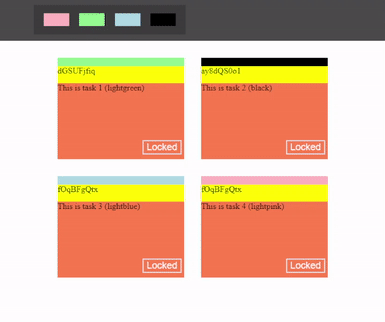 dGSUFjfiq
ay8dQS0o1
This is task 1 (lightgreen)
This is task 2 (black)
Locked
Locked
fOqBFgQtx
fOqBFgQtx
This is task 3 (lightblue)
This is task 4 (lightpink)
Locked
Locked